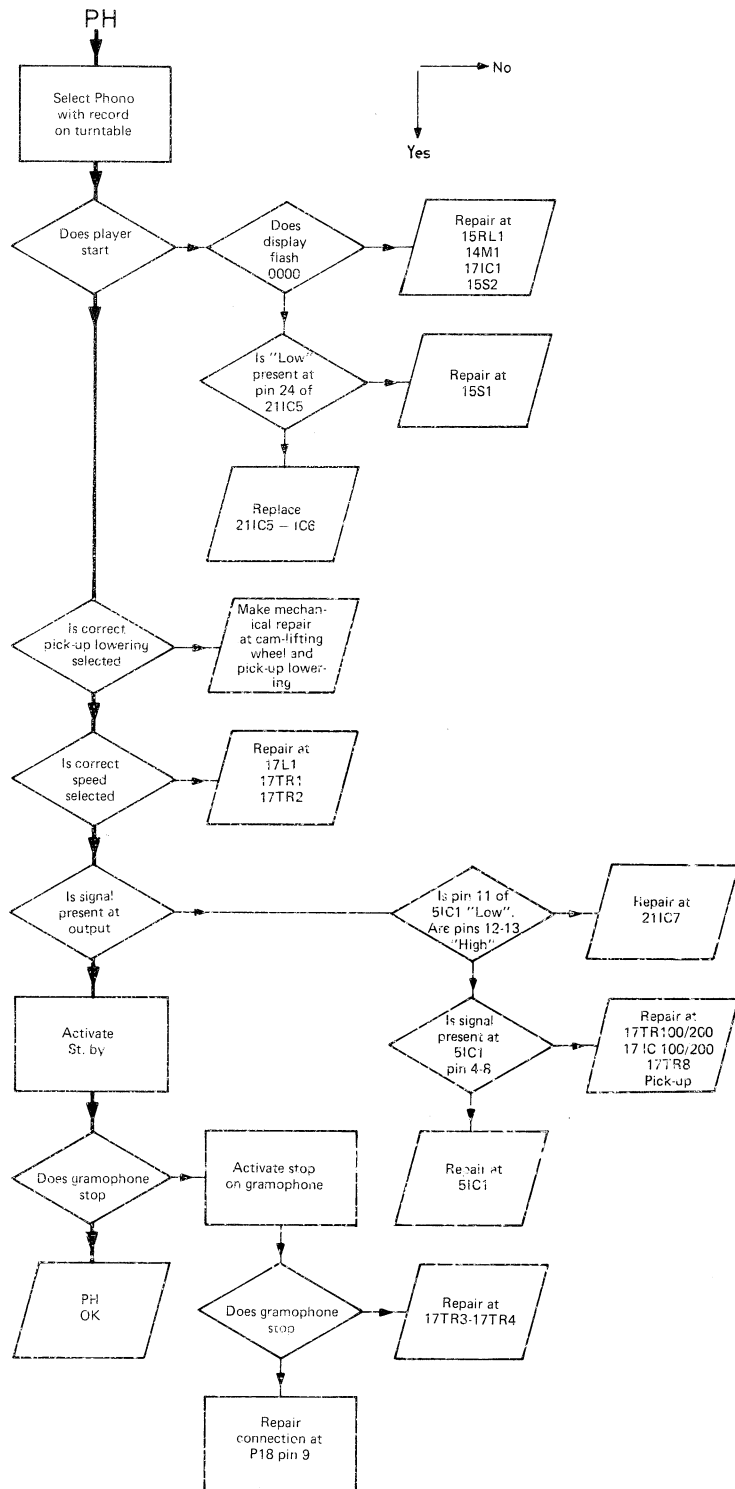 PH
Select Phono
with record
on turntable
No
Yes
Does player
start
Does
display
flash
0000
Repair at
15RL1
14M1
17IC1
15S2
Is "Low"
present at
pin 24 of
21IC5
Repair at
15S1
Replace
21IC5 – IC6
Is correct
pick-up lowering
selected
Make mechan-
ical repair
at cam-lifting
wheel and
pick-up lower-
ing
Is correct
speed
selected
Repair at
17L1
17TR1
17TR2
Is signal
present at
output
Is pin 11 of
5IC1 "Low".
Are pins 12-13
"High"
Repair at
21IC7
Activate
St. by
Is signal
present at
5IC1
pin 4-8
Repair at
17TR100/200
17 IC 100/200
17TR8
Pick-up
Repair at
5IC1
Does gramophone
stop
Activate stop
on gramophone
PH
OK
Does gramophone
stop
Repair at
17TR3-17TR4
Repair
connection at
P18 pin 9